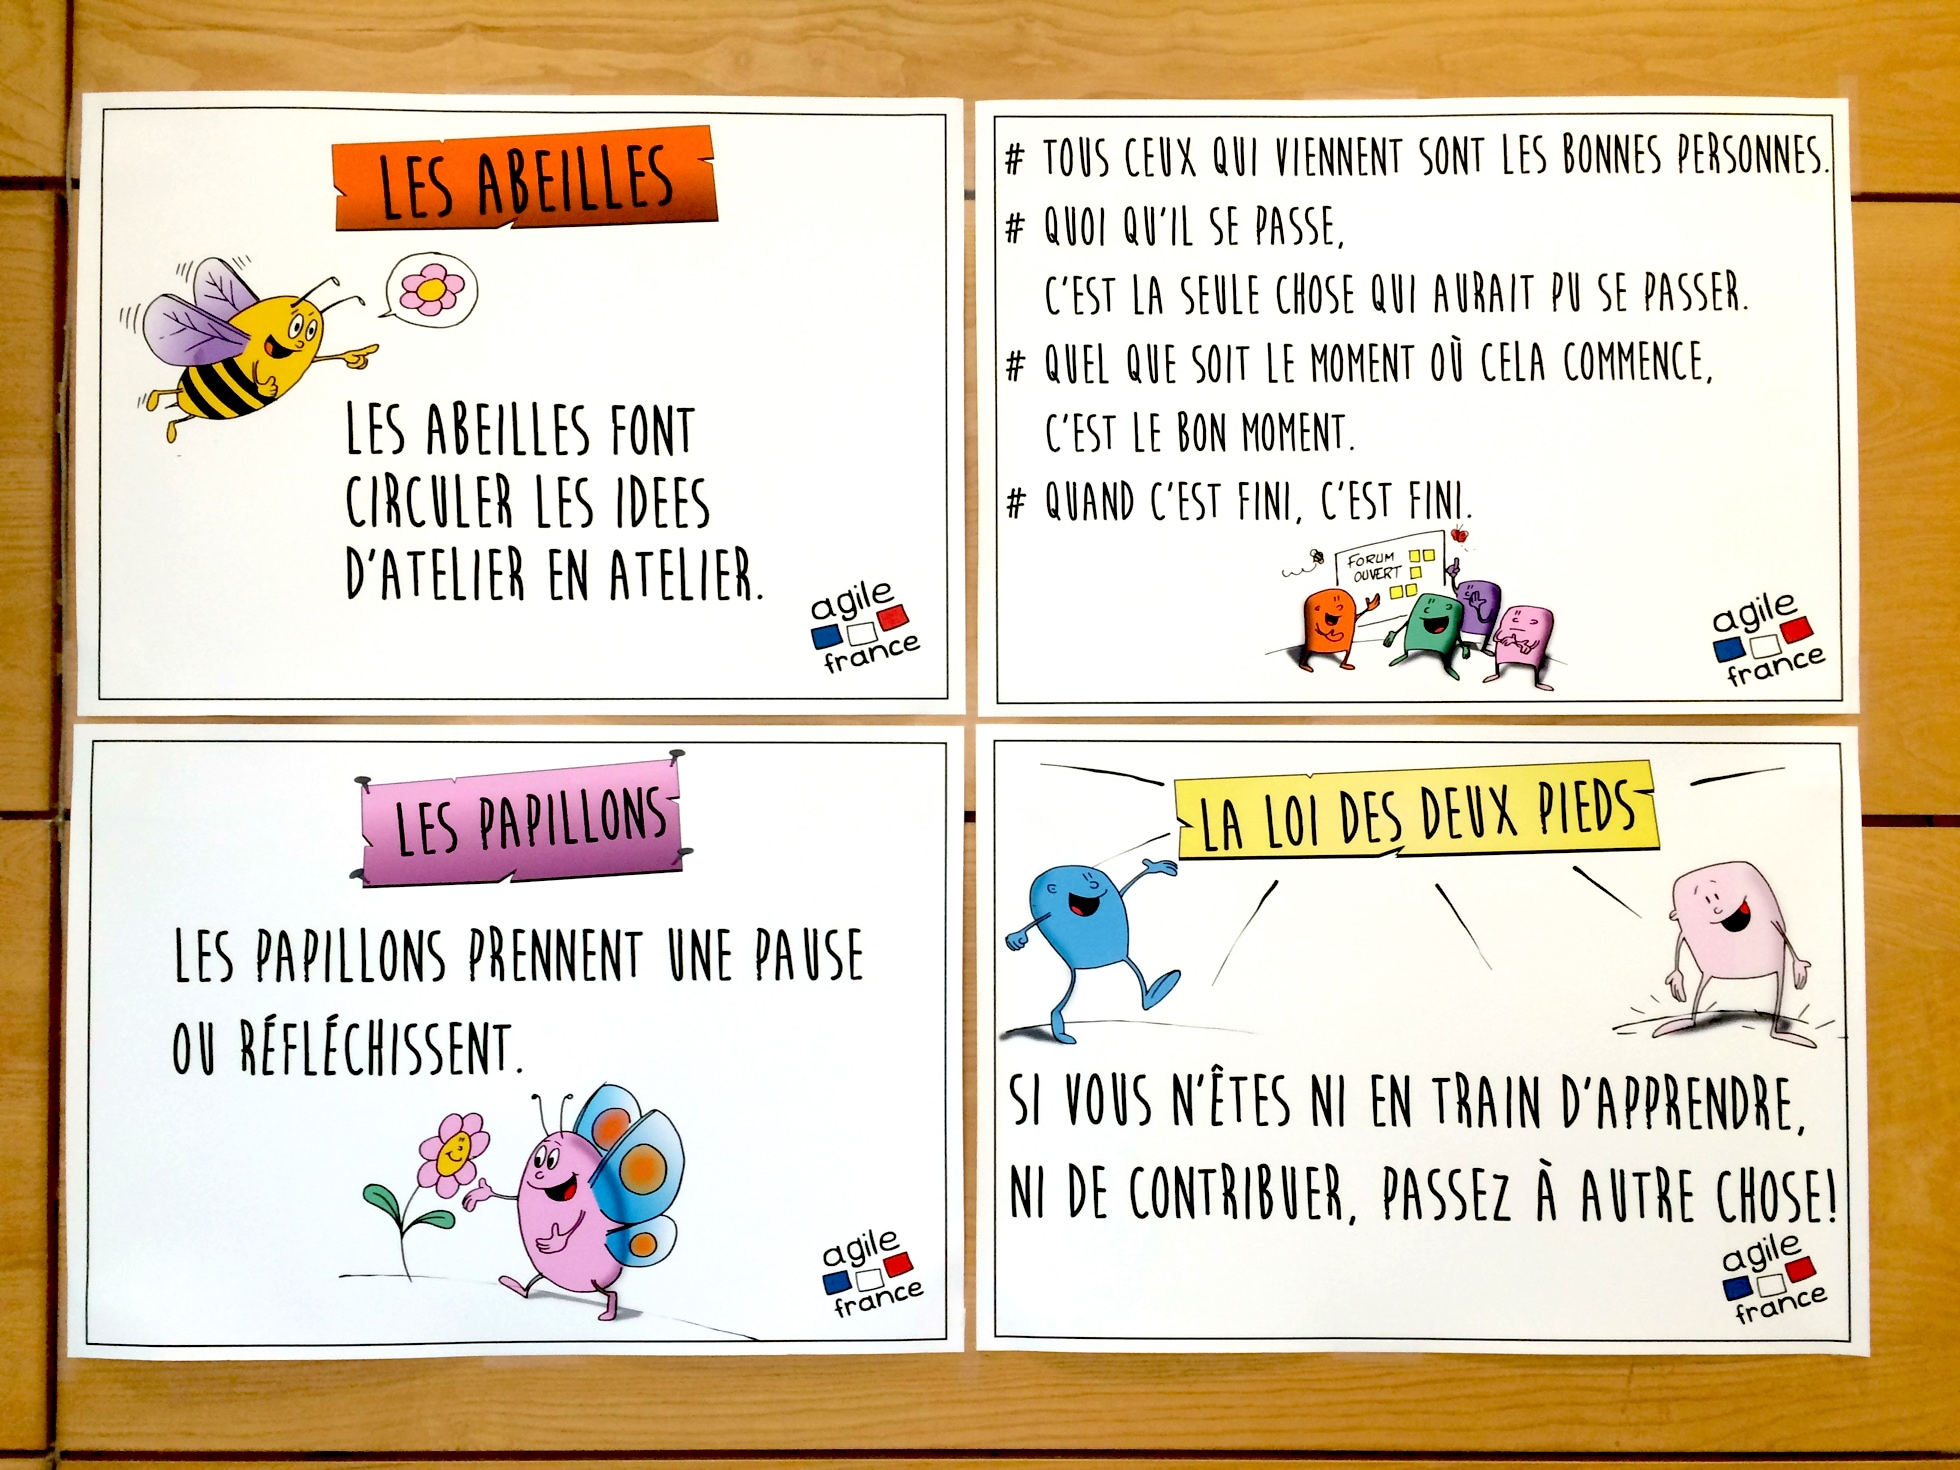 LES ABEILLES
LES ABEILLES FONT
CIRCULER LES IDEES
D'ATELIER EN ATELIER.
agile
france
# TOUS CEUX QUI VIENNENT SONT LES BONNES PERSONNES.
# QUOI QU'IL SE PASSE,
C'EST LA SEULE CHOSE QUI AURAIT PU SE PASSER.
# QUEL QUE SOIT LE MOMENT OÙ CELA COMMENCE,
C'EST LE BON MOMENT.
# QUAND C'EST FINI, C'EST FINI.
FORUM
OUVERT
agile
france
LES PAPILLONS
LES PAPILLONS PRENNENT UNE PAUSE
OU RÉFLÉCHISSENT.
agile
france
LA LOI DES DEUX PIEDS
SI VOUS N'ÊTES NI EN TRAIN D'APPRENDRE,
NI DE CONTRIBUER, PASSEZ À AUTRE CHOSE!
agile
france